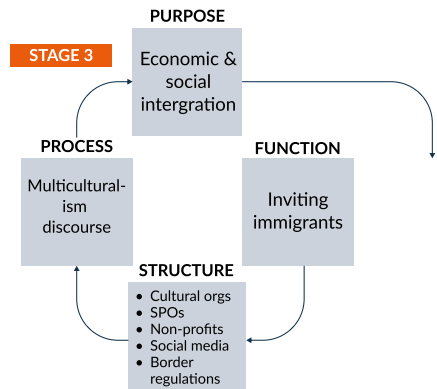 PURPOSE
STAGE 3
Economic &
social
intergration
PROCESS
Multicultural-
ism
discourse
FUNCTION
Inviting
immigrants
STRUCTURE
• Cultural orgs
• SPOs
• Non-profits
• Social media
• Border
regulations